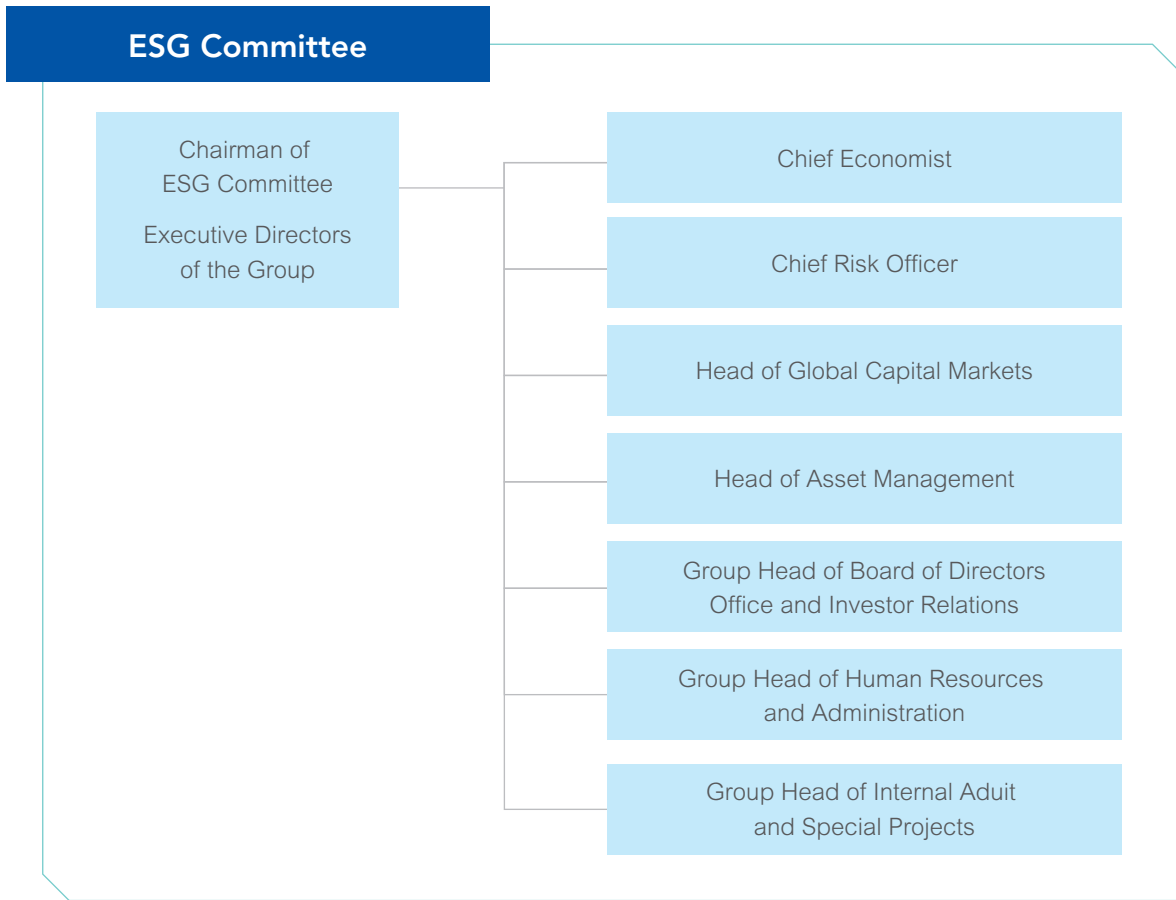 ESG Committee
Chairman of
ESG Committee
Executive Directors
of the Group
Chief Economist
Chief Risk Officer
Head of Global Capital Markets
Head of Asset Management
Group Head of Board of Directors
Office and Investor Relations
Group Head of Human Resources
and Administration
Group Head of Internal Aduit
and Special Projects